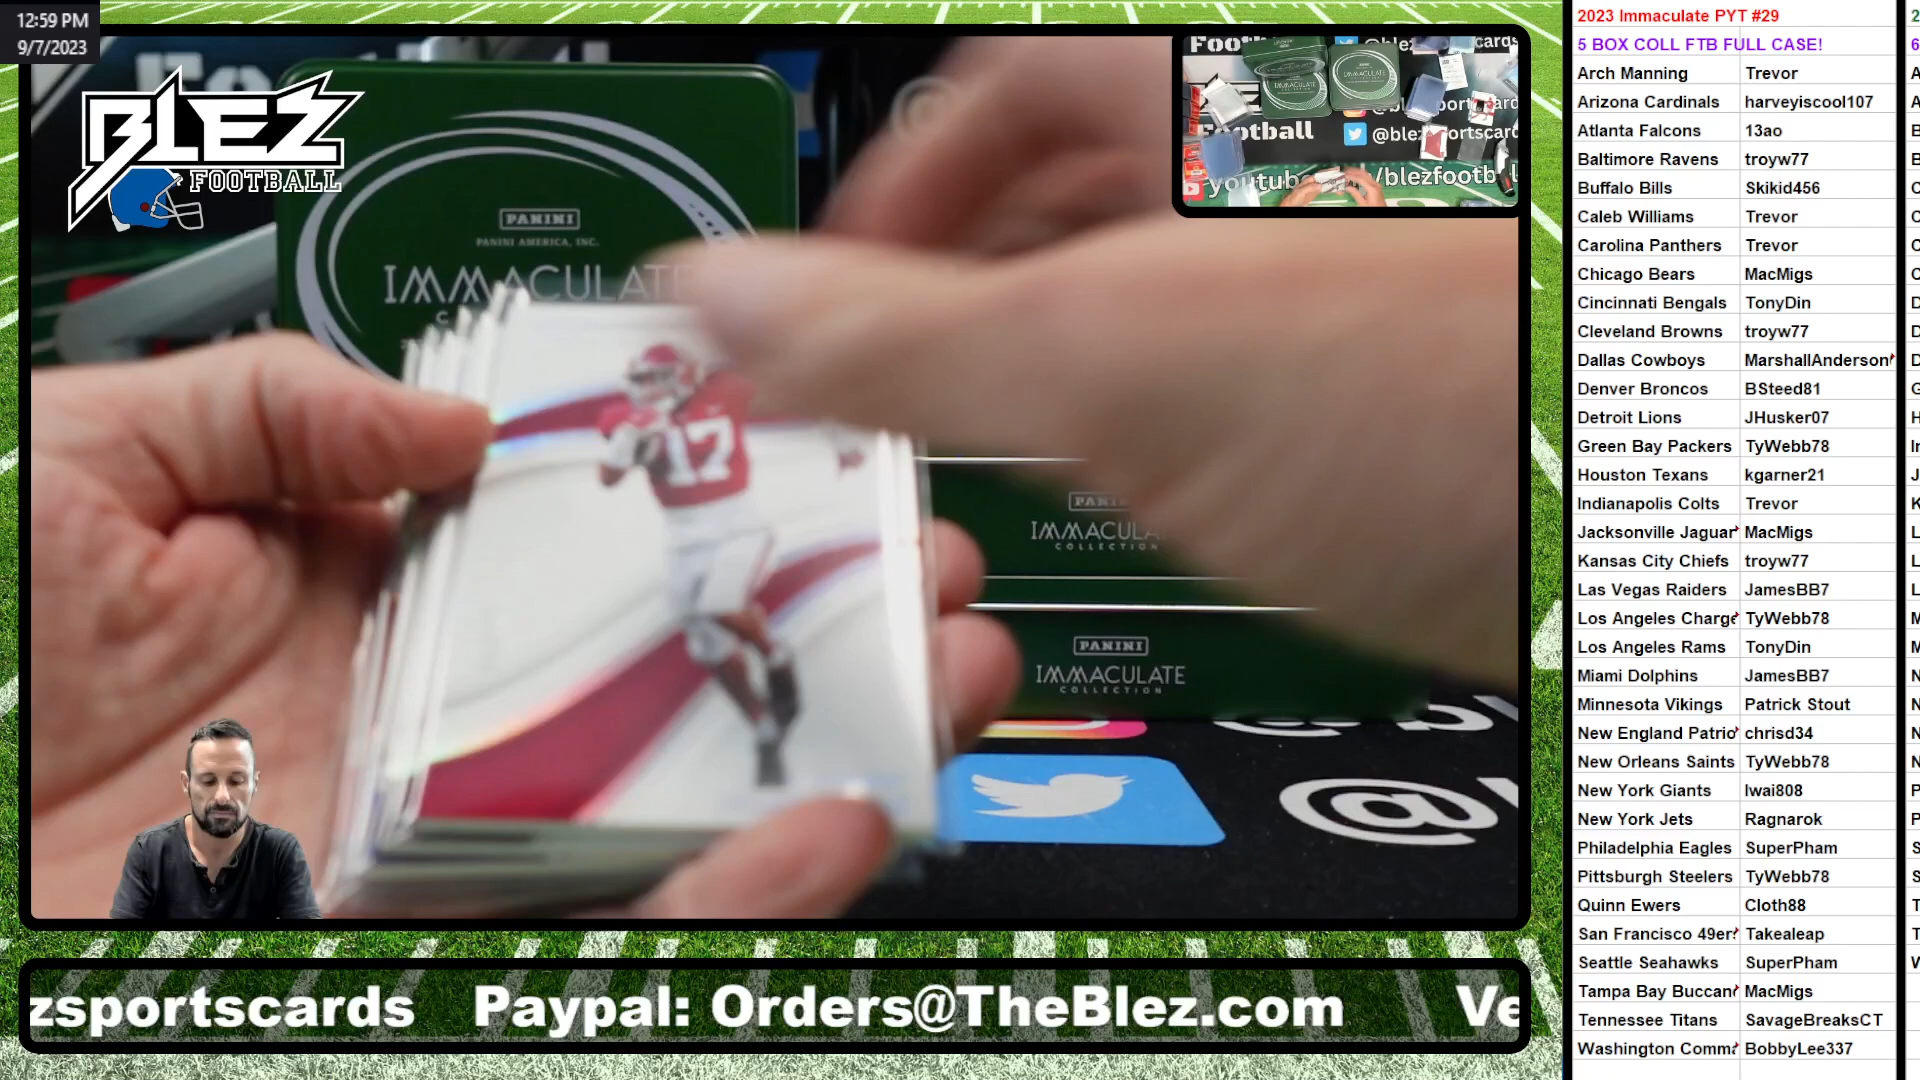 12:59 PM
9/7/2023
BLEZ
FOOTBALL
PANINI
PANINI AMERICA, INC.
IMMACULATE
17
PANINI
IMMACULA
COLLECTION
PANINI
IMMACULATE
COLLECTION
@
Football
@blezsportscard
youtube
/blezfootb
zsportscards Paypal: Orders@TheBlez.com Ve
2023 Immaculate PYT #29
5 BOX COLL FTB FULL CASE!
Arch Manning Trevor
Arizona Cardinals harveyiscool107
Atlanta Falcons 13ao
Baltimore Ravens troyw77
Buffalo Bills Skikid456
Caleb Williams Trevor
Carolina Panthers Trevor
Chicago Bears MacMigs
Cincinnati Bengals TonyDin
Cleveland Browns troyw77
Dallas Cowboys MarshallAnderson
Denver Broncos BSteed81
Detroit Lions JHusker07
Green Bay Packers TyWebb78
Houston Texans kgarner21
Indianapolis Colts Trevor
Jacksonville Jaguar MacMigs
Kansas City Chiefs troyw77
Las Vegas Raiders JamesBB7
Los Angeles Charge TyWebb78
Los Angeles Rams TonyDin
Miami Dolphins JamesBB7
Minnesota Vikings Patrick Stout
New England Patrio chrisd34
New Orleans Saints TyWebb78
New York Giants lwai808
New York Jets Ragnarok
Philadelphia Eagles SuperPham
Pittsburgh Steelers TyWebb78
Quinn Ewers Cloth88
San Francisco 49er Takealeap
Seattle Seahawks SuperPham
Tampa Bay Buccan MacMigs
Tennessee Titans SavageBreaksCT
Washington Comma BobbyLee337